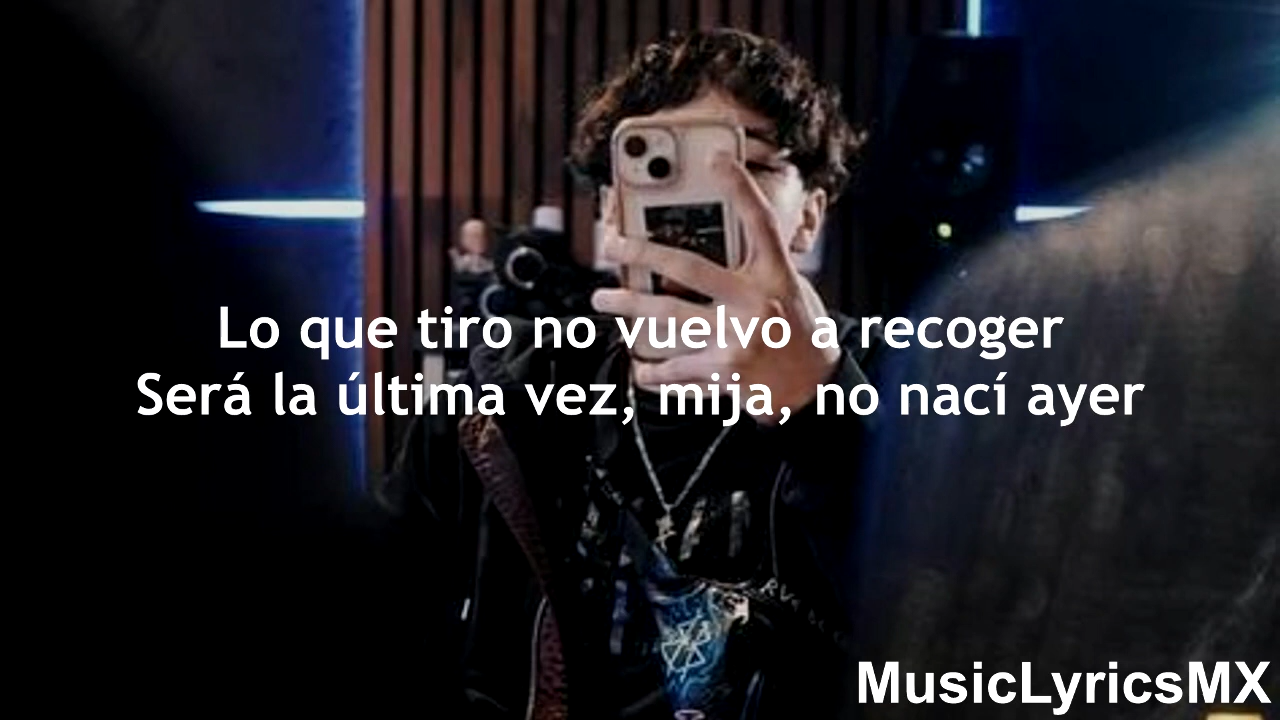 Lo que tiro no vuelvo a recoger
Será la última vez, mija, no nací ayer
MusicLyricsMX